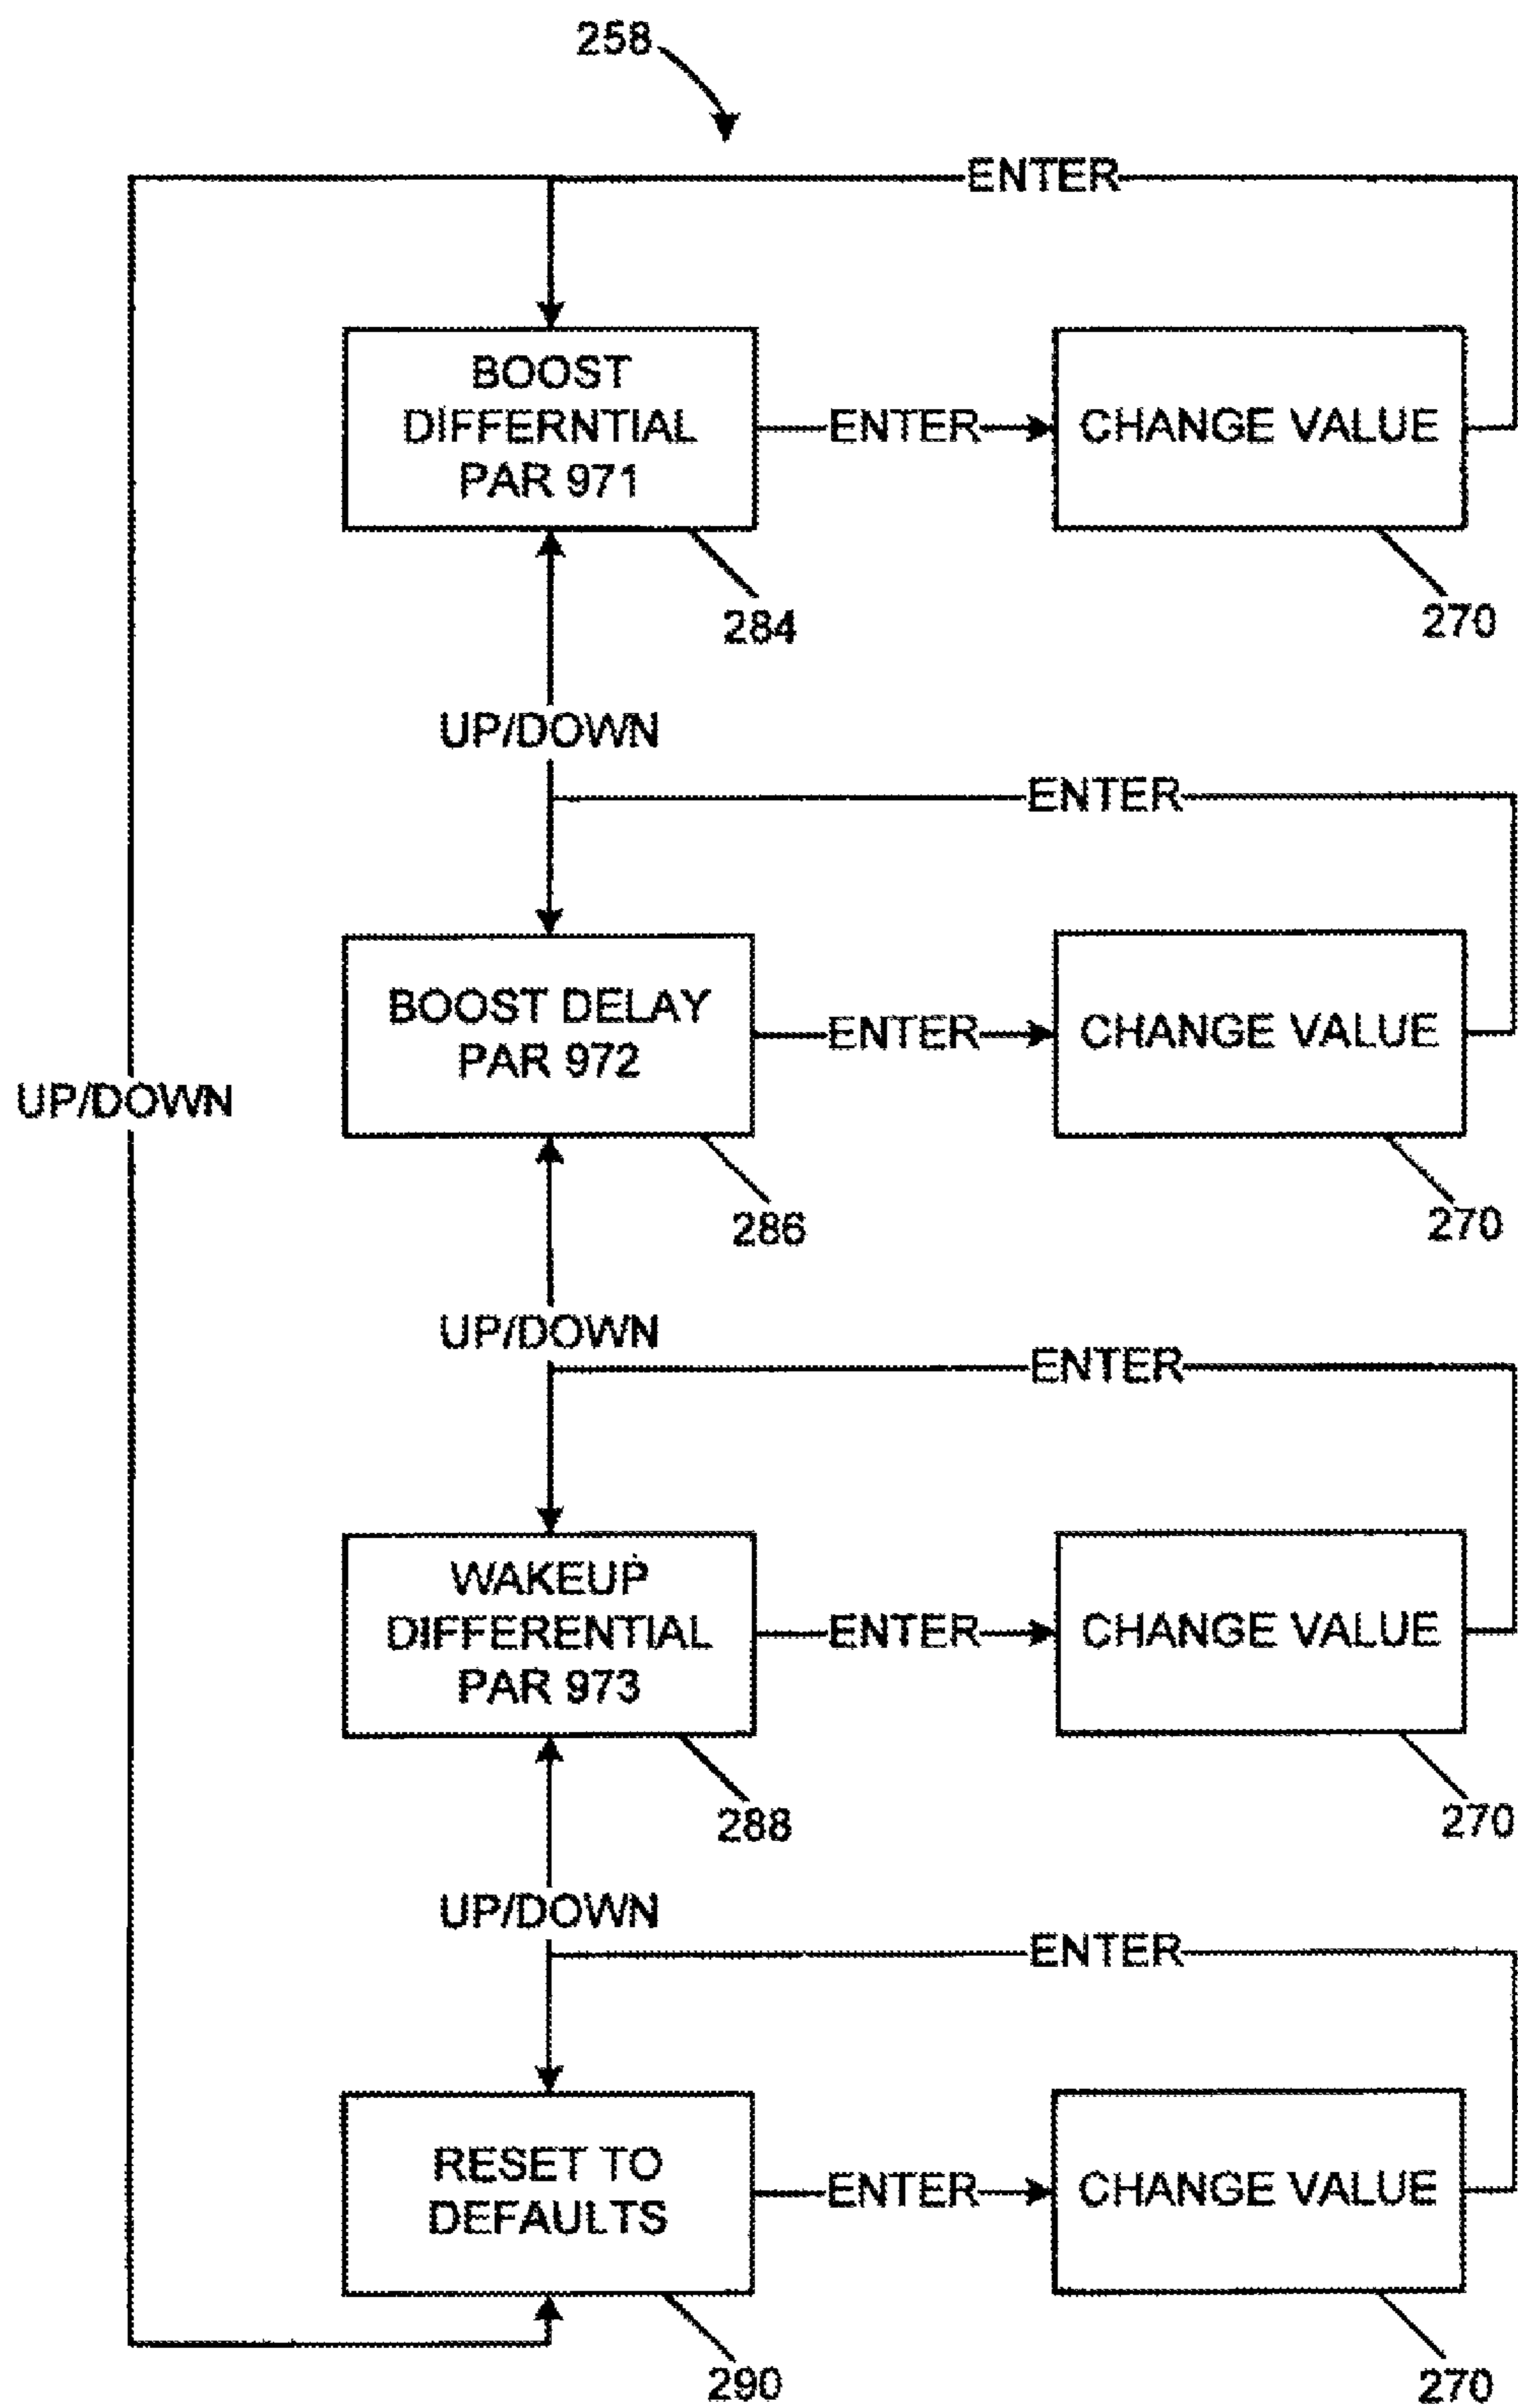 258
ENTER
BOOST
DIFFERNTIAL
PAR 971
ENTER
CHANGE VALUE
284
270
UP/DOWN
ENTER
BOOST DELAY
PAR 972
ENTER
CHANGE VALUE
UP/DOWN
286
270
UP/DOWN
ENTER
WAKEUP
DIFFERENTIAL
PAR 973
ENTER
CHANGE VALUE
288
270
UP/DOWN
ENTER
RESET TO
DEFAULTS
ENTER
CHANGE VALUE
290
270